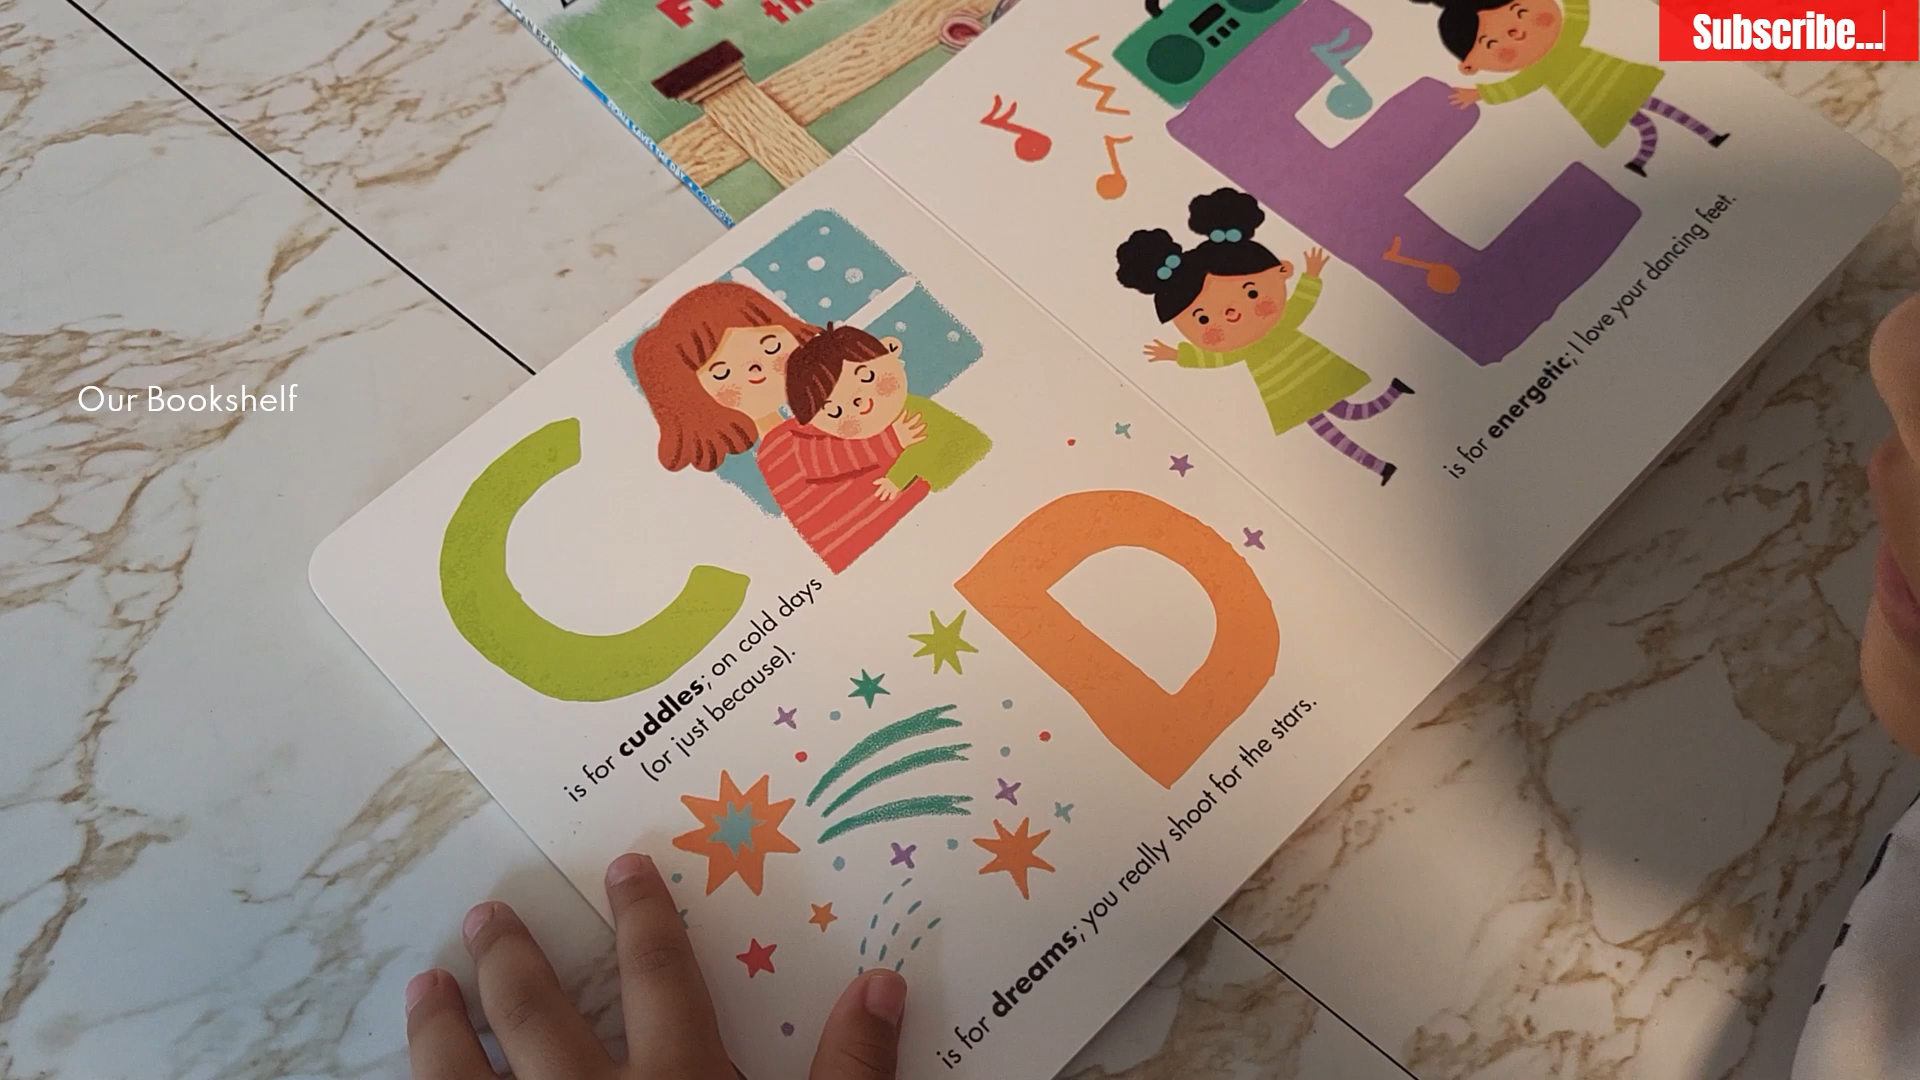 Subscribe...
Our Bookshelf
C
is for cuddles; on cold days
(or just because).
D
is for dreams; you really shoot for the stars.
E
is for energetic; I love your dancing feet.